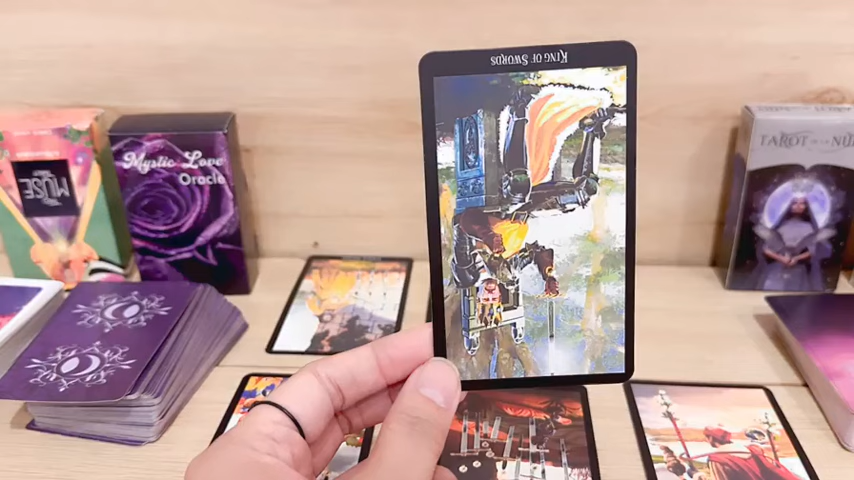 KING OF SWORDS
Mystic Love
Oracle
MUSE
TAROT